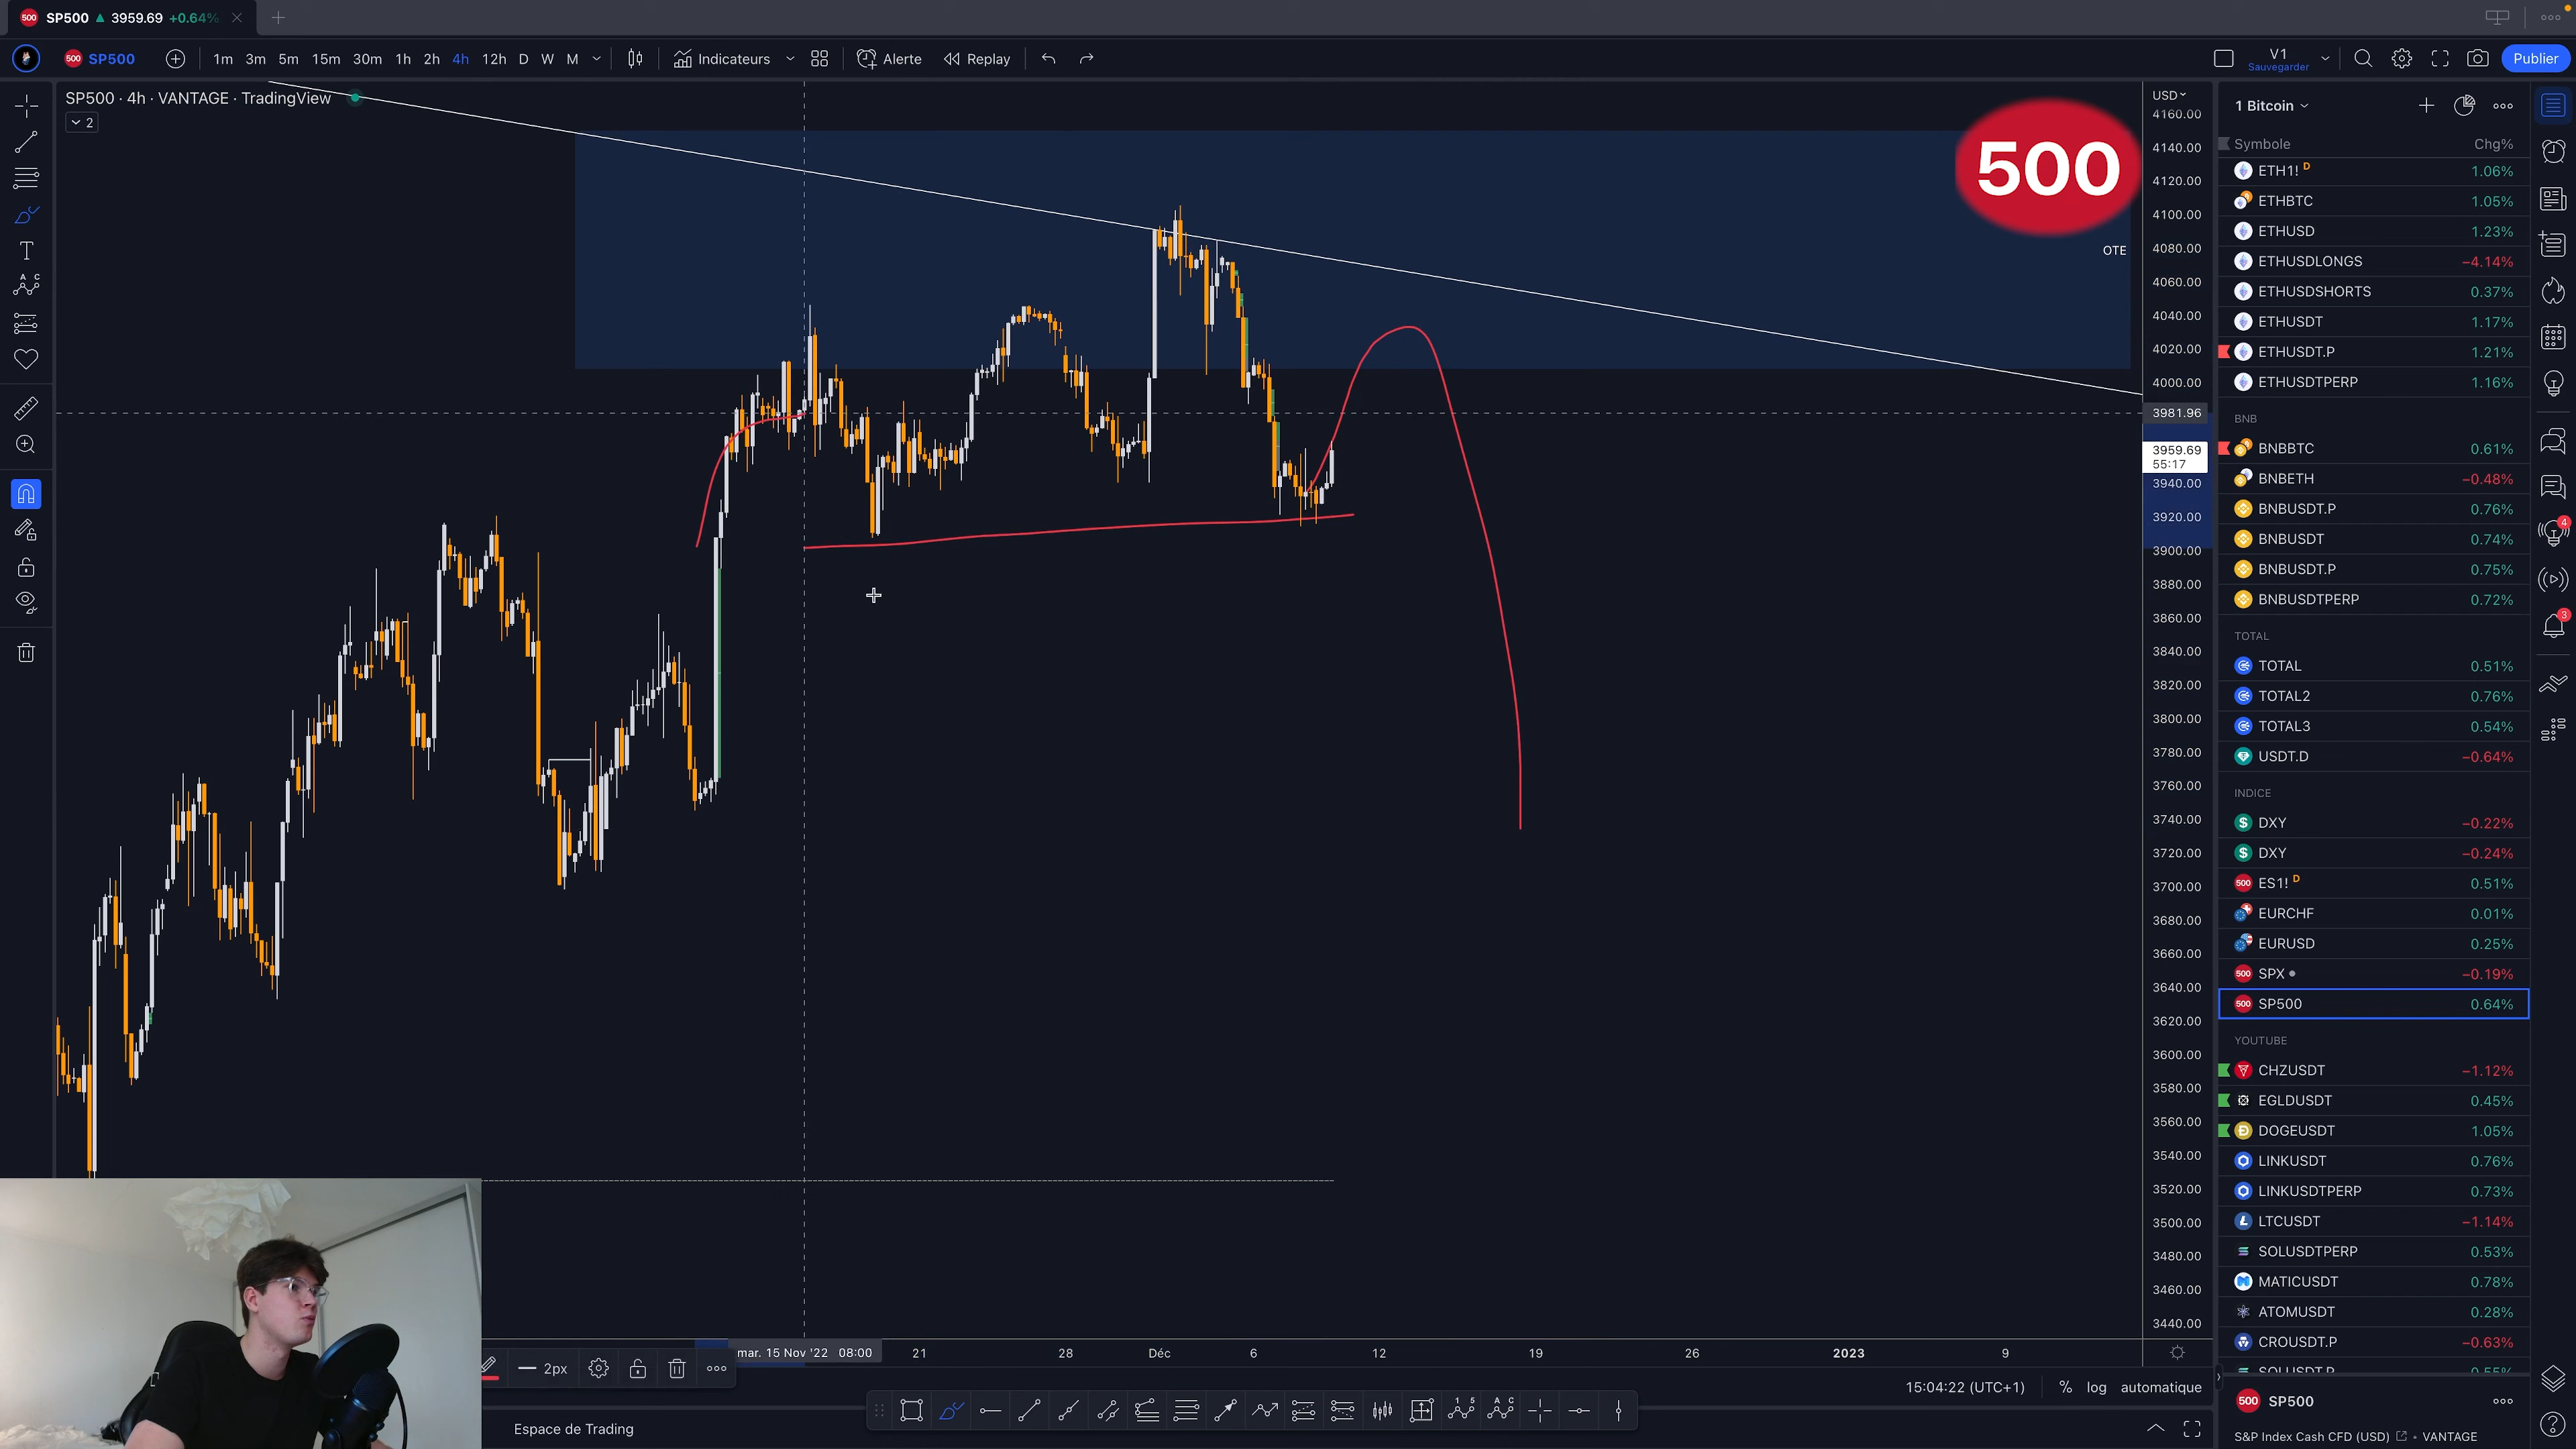 500 SP500 ▲ 3959.69 +0.64%
500 SP500 1m 3m 5m 15m 30m 1h 2h 4h 12h D W M Indicateurs Alerte Replay V1 Sauvegarder Publier
SP500 · 4h · VANTAGE · TradingView
2
USD
4160.00
4140.00
4120.00
4100.00
4080.00
4060.00
4040.00
4020.00
4000.00
3981.96
3959.69
55:17
3940.00
3920.00
3900.00
3880.00
3860.00
3840.00
3820.00
3800.00
3780.00
3760.00
3740.00
3720.00
3700.00
3680.00
3660.00
3640.00
3620.00
3600.00
3580.00
3560.00
3540.00
3520.00
3500.00
3480.00
3460.00
3440.00
500
OTE
1 Bitcoin
Symbole Chg%
ETH1! D 1.06%
ETHBTC 1.05%
ETHUSD 1.23%
ETHUSDLONGS −4.14%
ETHUSDSHORTS 0.37%
ETHUSDT 1.17%
ETHUSDT.P 1.21%
ETHUSDTPERP 1.16%
BNB
BNBBTC 0.61%
BNBETH −0.48%
BNBUSDT.P 0.76%
BNBUSDT 0.74%
BNBUSDT.P 0.75%
BNBUSDTPERP 0.72%
TOTAL
TOTAL 0.51%
TOTAL2 0.76%
TOTAL3 0.54%
USDT.D −0.64%
INDICE
DXY −0.22%
DXY −0.24%
500 ES1! D 0.51%
EURCHF 0.01%
EURUSD 0.25%
500 SPX −0.19%
500 SP500 0.64%
YOUTUBE
CHZUSDT −1.12%
EGLDUSDT 0.45%
DOGEUSDT 1.05%
LINKUSDT 0.76%
LINKUSDTPERP 0.73%
LTCUSDT −1.14%
SOLUSDTPERP 0.53%
MATICUSDT 0.78%
ATOMUSDT 0.28%
CROUSDT.P −0.63%
SOLUSDT.P 0.55%
4
3
mar. 15 Nov '22 08:00 21 28 Déc 6 12 19 26 2023 9
2px
15:04:22 (UTC+1) % log automatique
Espace de Trading
500 SP500
S&P Index Cash CFD (USD) • VANTAGE